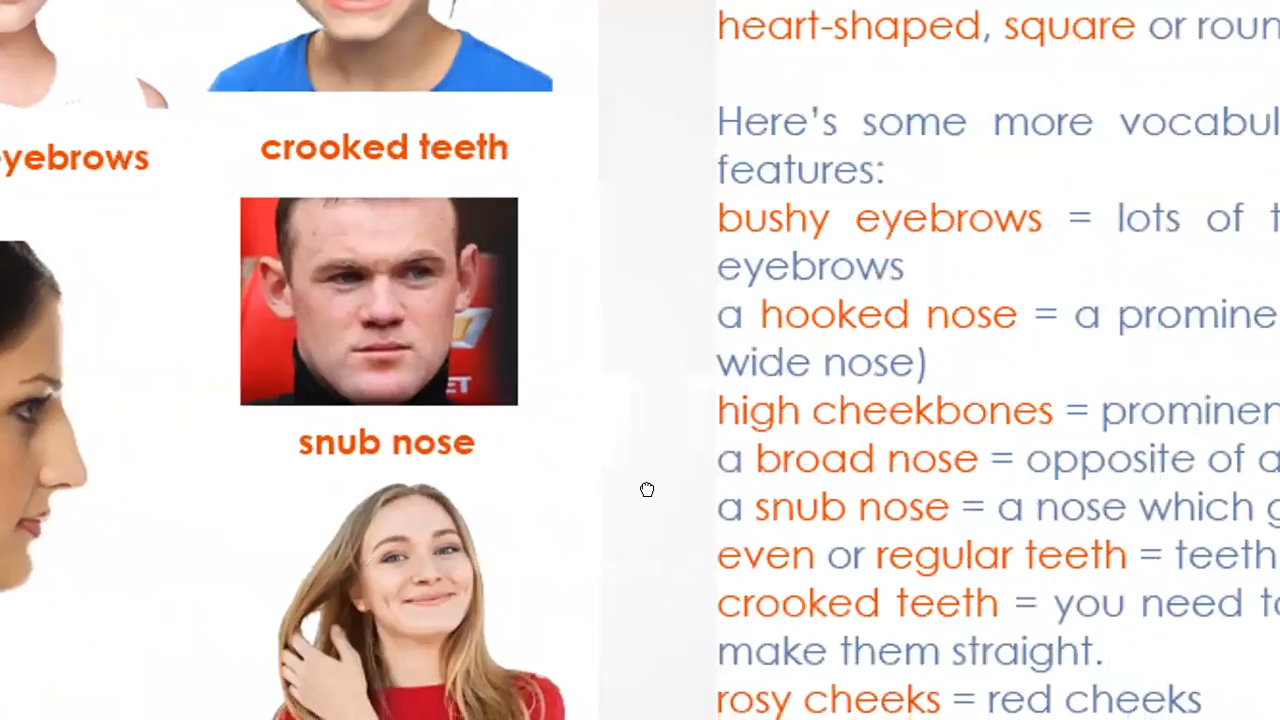 eyebrows
crooked teeth
snub nose
heart-shaped, square or roun
Here's some more vocabul
features:
bushy eyebrows = lots of t
eyebrows
a hooked nose = a promine
wide nose)
high cheekbones = prominen
a broad nose = opposite of a
a snub nose = a nose which g
even or regular teeth = teeth
crooked teeth = you need to
make them straight.
rosy cheeks = red cheeks